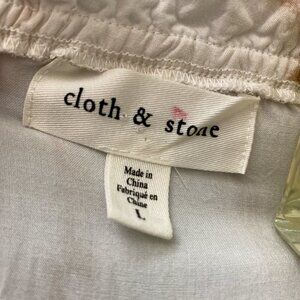 cloth & stone
Made in
China
Fabriqué en
Chine
L